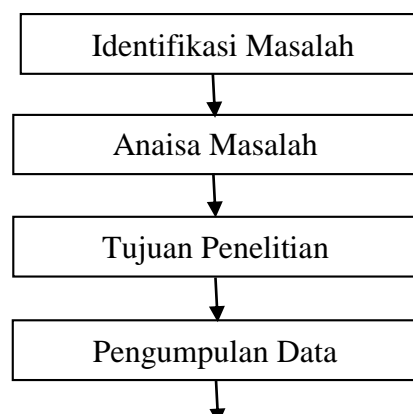 Identifikasi Masalah
Anaisa Masalah
Tujuan Penelitian
Pengumpulan Data